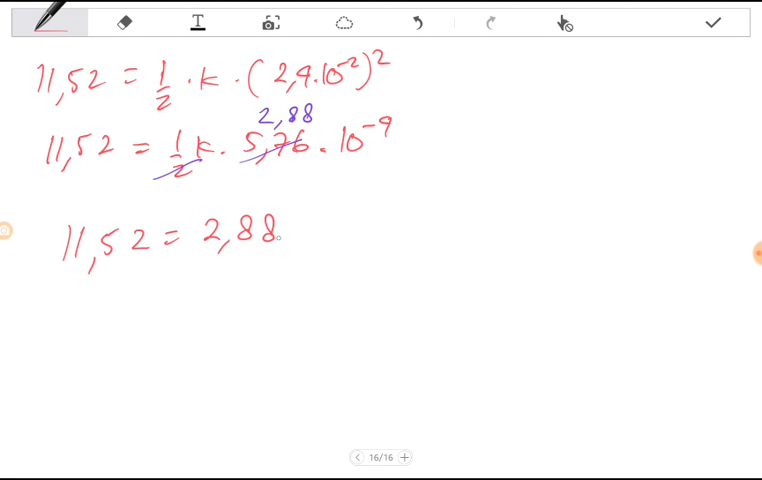 T
11,52 = 1/2 · k · (2,4·10⁻²)²
2,88
11,52 = 1/2 k · 5,76 · 10⁻⁴
11,52 = 2,88
16/16